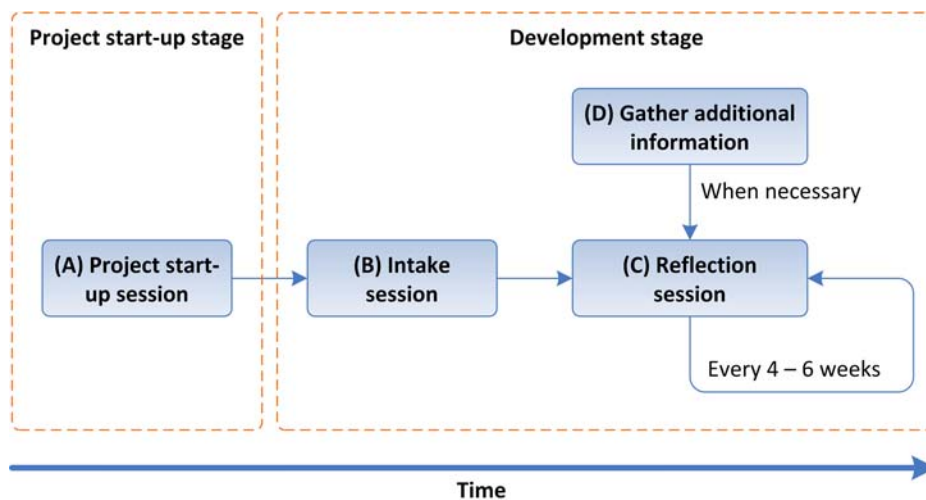 Project start-up stage
Development stage
(D) Gather additional
information
When necessary
(A) Project start-
up session
(B) Intake
session
(C) Reflection
session
Every 4 – 6 weeks
Time